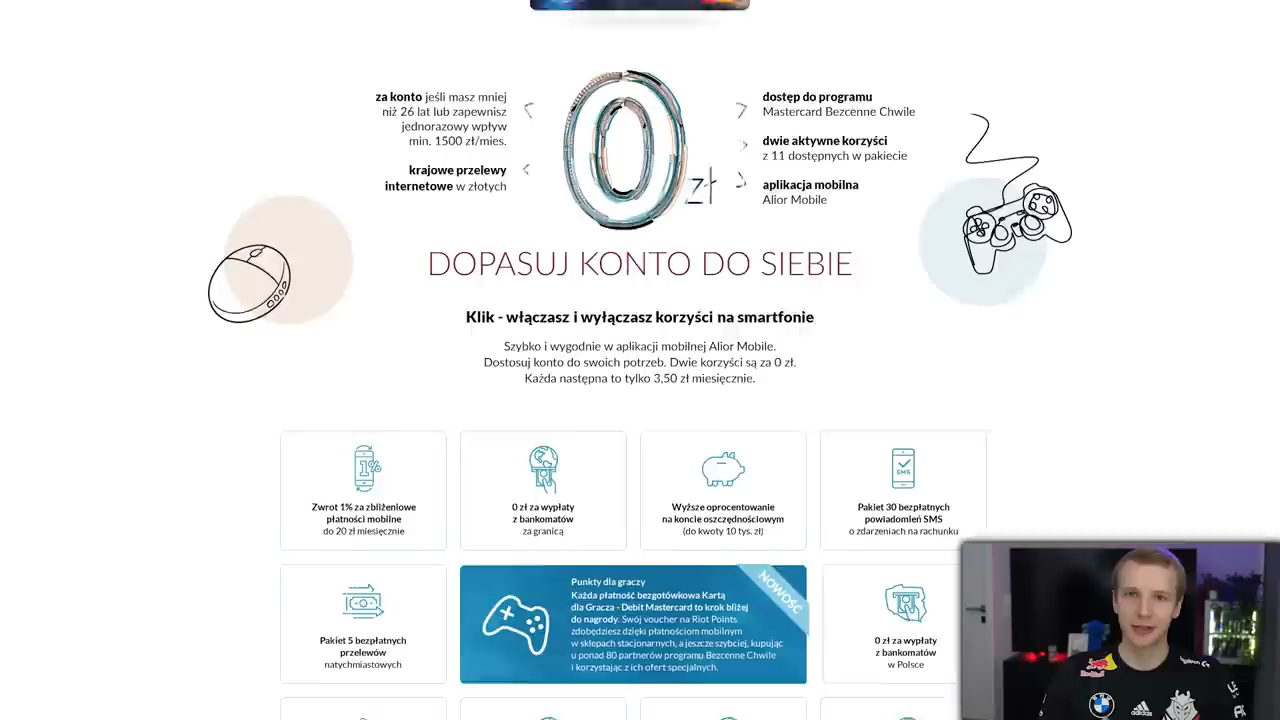 za konto jeśli masz mniej
niż 26 lat lub zapewnisz
jednorazowy wpływ
min. 1500 zł/mies.
krajowe przelewy
internetowe w złotych
0 zł
dostęp do programu
Mastercard Bezcenne Chwile
dwie aktywne korzyści
z 11 dostępnych w pakiecie
aplikacja mobilna
Alior Mobile
DOPASUJ KONTO DO SIEBIE
Klik - włączasz i wyłączasz korzyści na smartfonie
Szybko i wygodnie w aplikacji mobilnej Alior Mobile.
Dostosuj konto do swoich potrzeb. Dwie korzyści są za 0 zł.
Każda następna to tylko 3,50 zł miesięcznie.
1%
Zwrot 1% za zbliżeniowe
płatności mobilne
do 20 zł miesięcznie
0 zł za wypłaty
z bankomatów
za granicą
Wyższe oprocentowanie
na koncie oszczędnościowym
(do kwoty 10 tys. zł)
SMS
Pakiet 30 bezpłatnych
powiadomień SMS
o zdarzeniach na rachunku
Pakiet 5 bezpłatnych
przelewów
natychmiastowych
Punkty dla graczy
Każda płatność bezgotówkowa Kartą
dla Gracza - Debit Mastercard to krok bliżej
do nagrody. Swój voucher na Riot Points
zdobędziesz dzięki płatnościom mobilnym
w sklepach stacjonarnych, a jeszcze szybciej, kupując
u ponad 80 partnerów programu Bezcenne Chwile
i korzystając z ich ofert specjalnych.
NOWOŚĆ
0 zł za wypłaty
z bankomatów
w Polsce
Red Bull
BMW
adidas